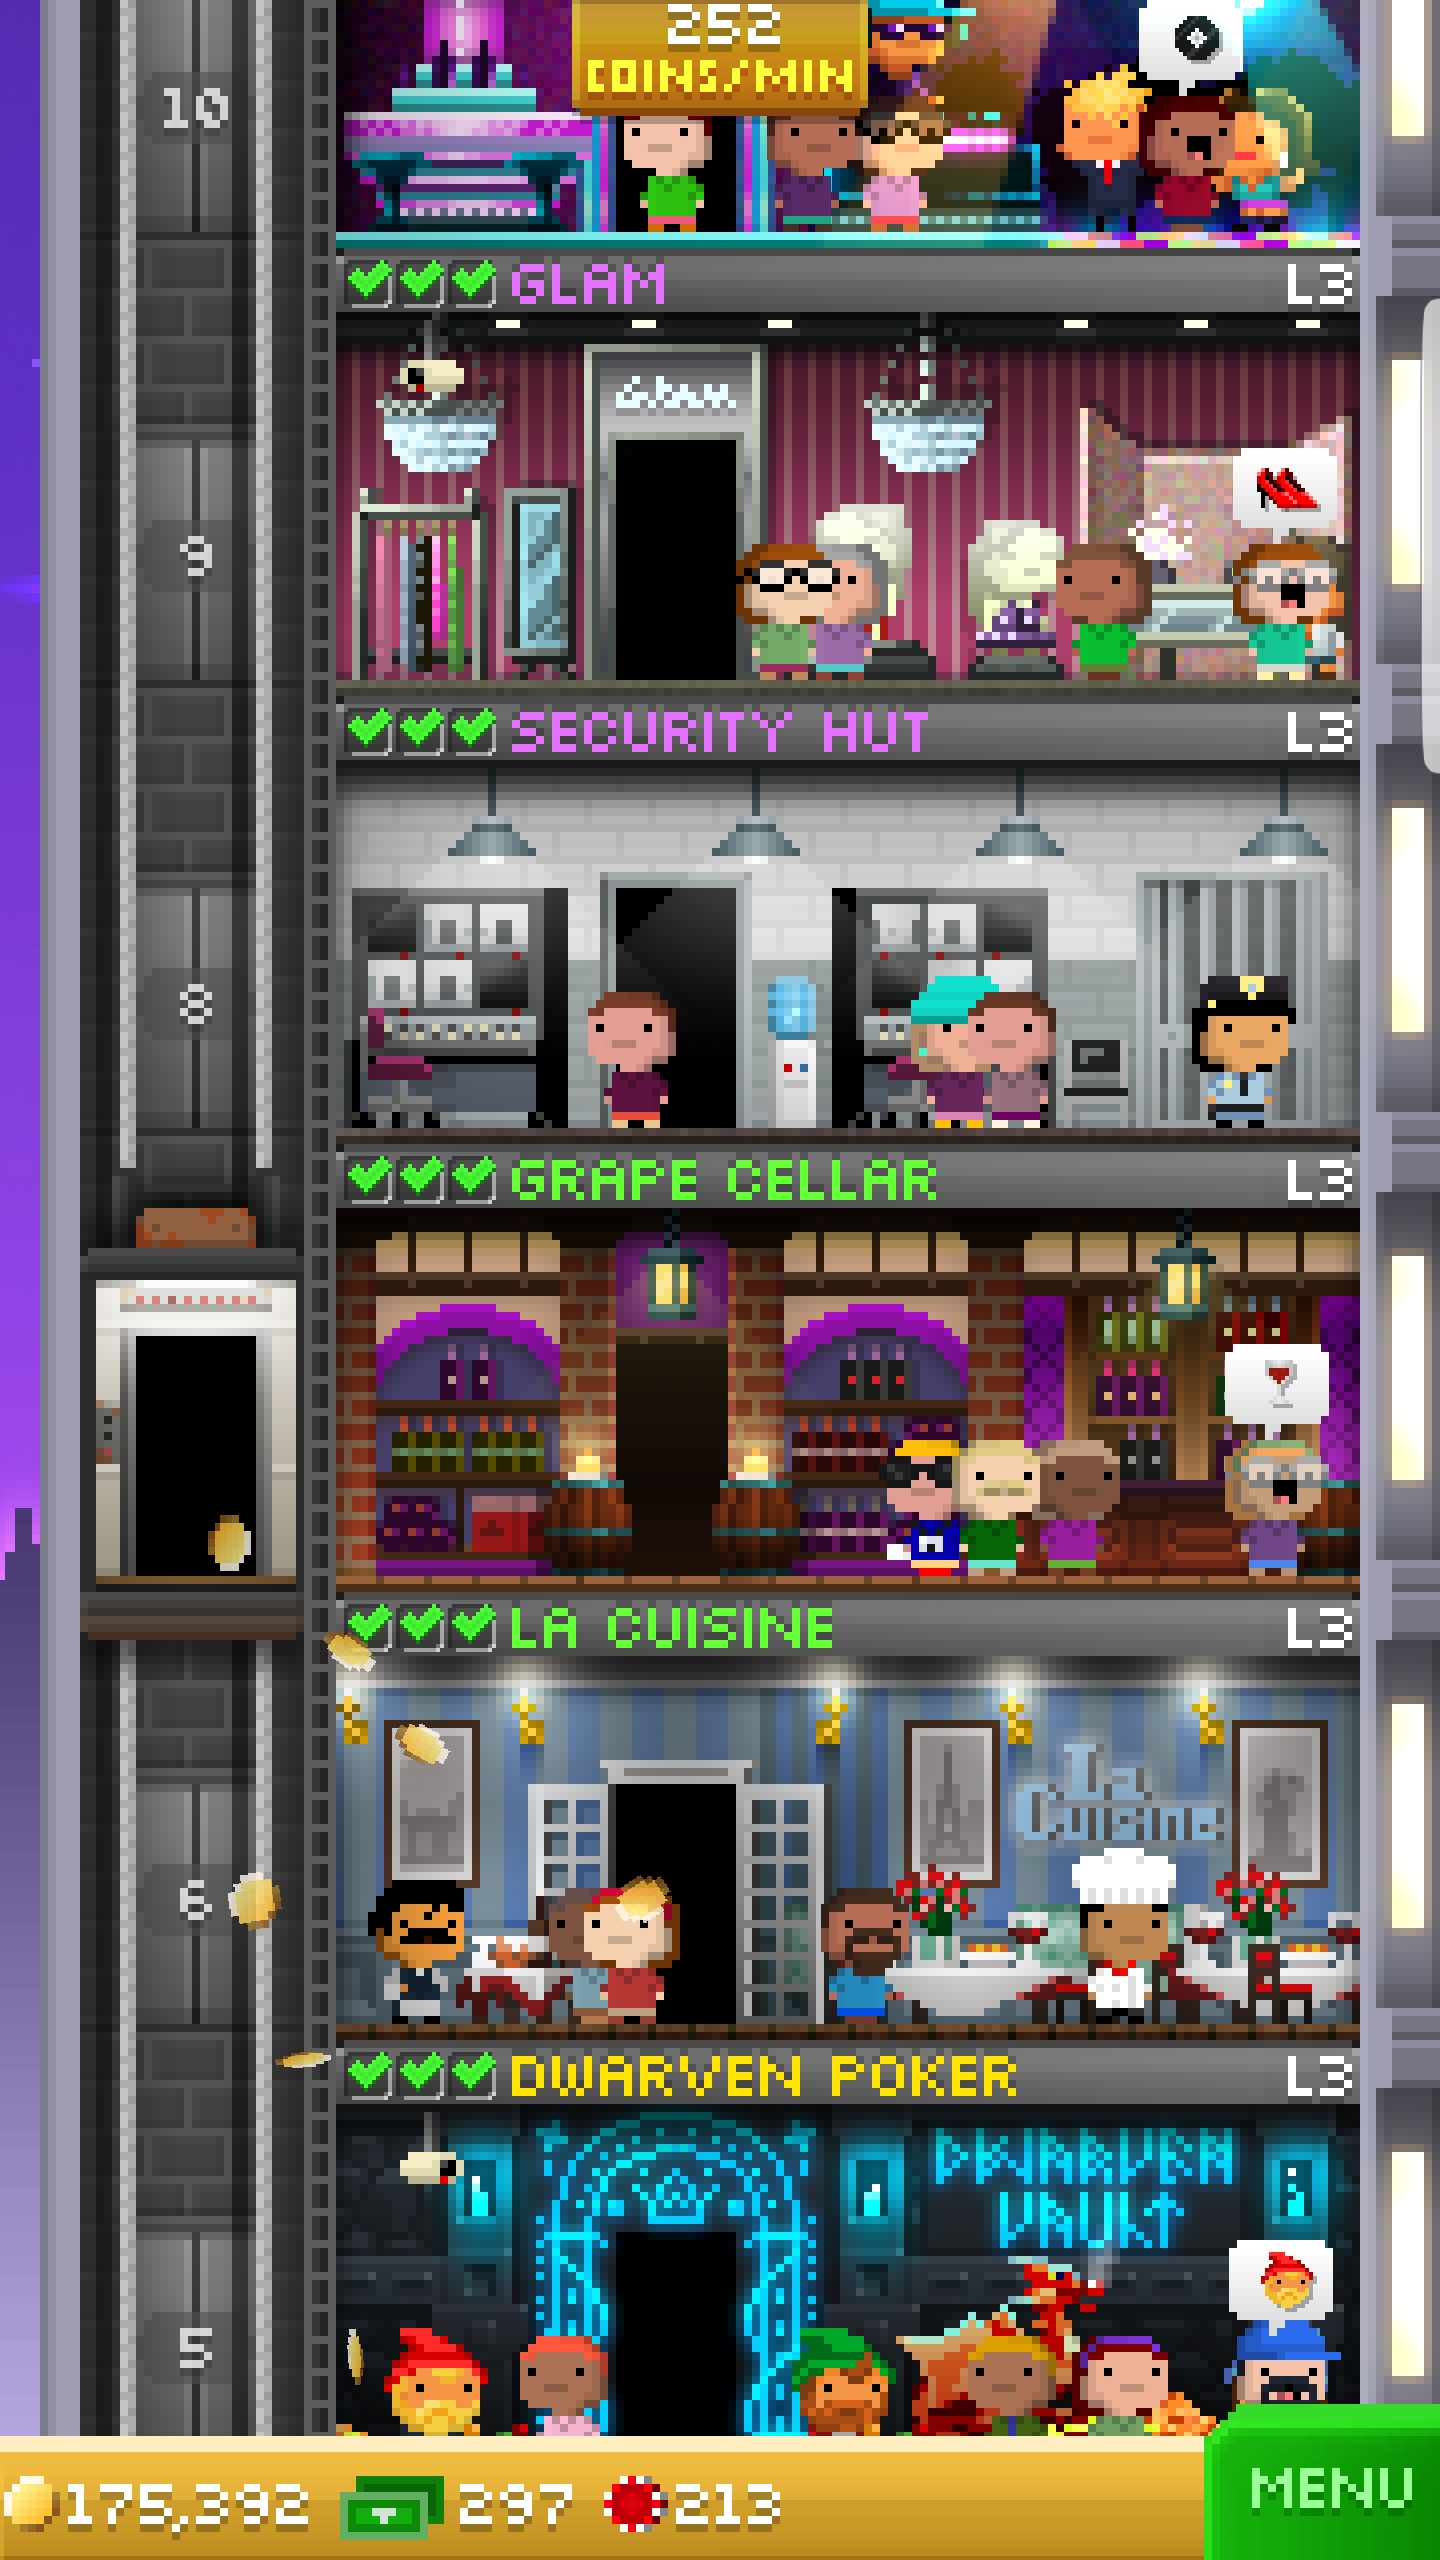 252
COINS/MIN
10
GLAM L3
Glam
9
SECURITY HUT L3
8
GRAPE CELLAR L3
LA CUISINE L3
La
Cuisine
6
DWARVEN POKER L3
DWARVEN
VAULT
5
175,392 297 213
MENU